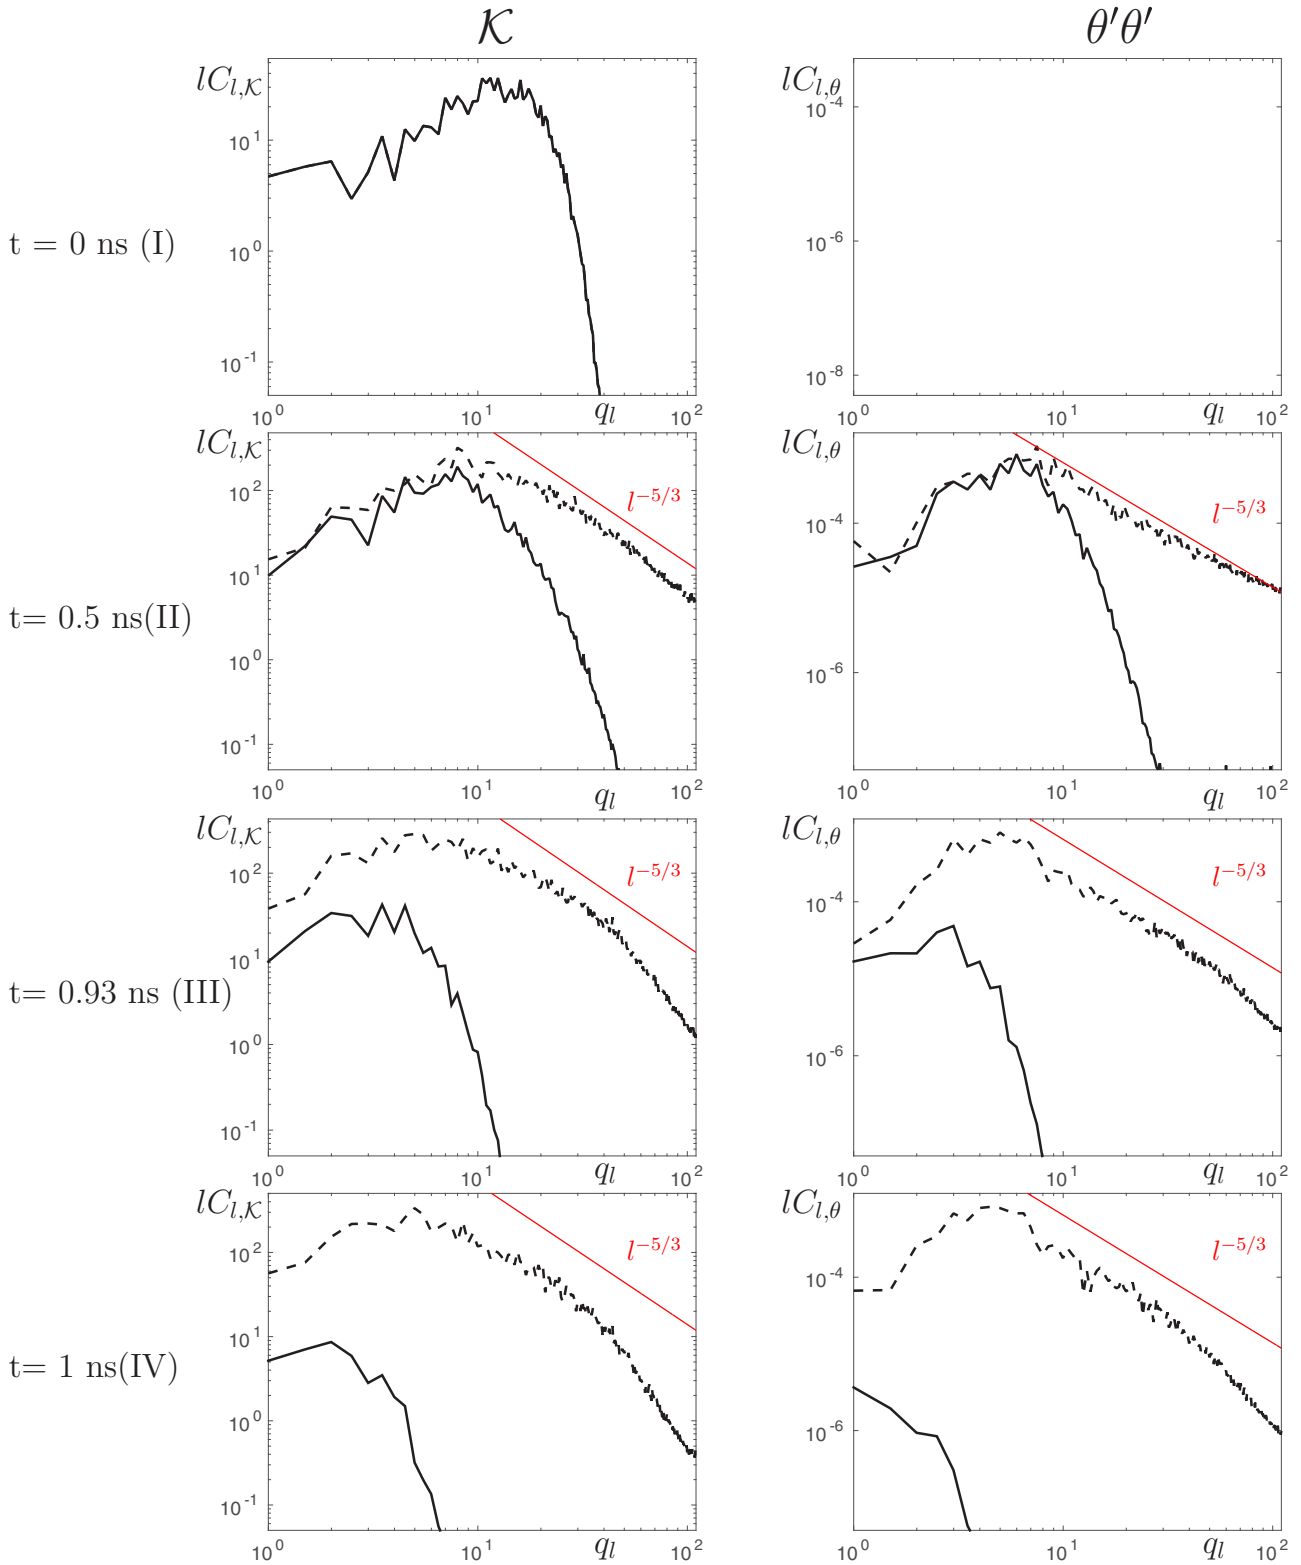 𝒦 θ′θ′
lC_{l,𝒦} lC_{l,θ}
10^1 10^-4
t = 0 ns (I)
10^0 10^-6
10^-1 10^-8
10^0 10^1 q_l 10^2 10^0 10^1 q_l 10^2
lC_{l,𝒦} lC_{l,θ}
10^2 l^{-5/3} 10^-4 l^{-5/3}
10^1
t= 0.5 ns(II)
10^0 10^-6
10^-1
10^0 10^1 q_l 10^2 10^0 10^1 q_l 10^2
lC_{l,𝒦} lC_{l,θ}
10^2 l^{-5/3} 10^-4 l^{-5/3}
10^1
t= 0.93 ns (III)
10^0 10^-6
10^-1
10^0 10^1 q_l 10^2 10^0 10^1 q_l 10^2
lC_{l,𝒦} lC_{l,θ}
10^2 l^{-5/3} 10^-4 l^{-5/3}
10^1
t= 1 ns(IV)
10^0 10^-6
10^-1
10^0 10^1 q_l 10^2 10^0 10^1 q_l 10^2